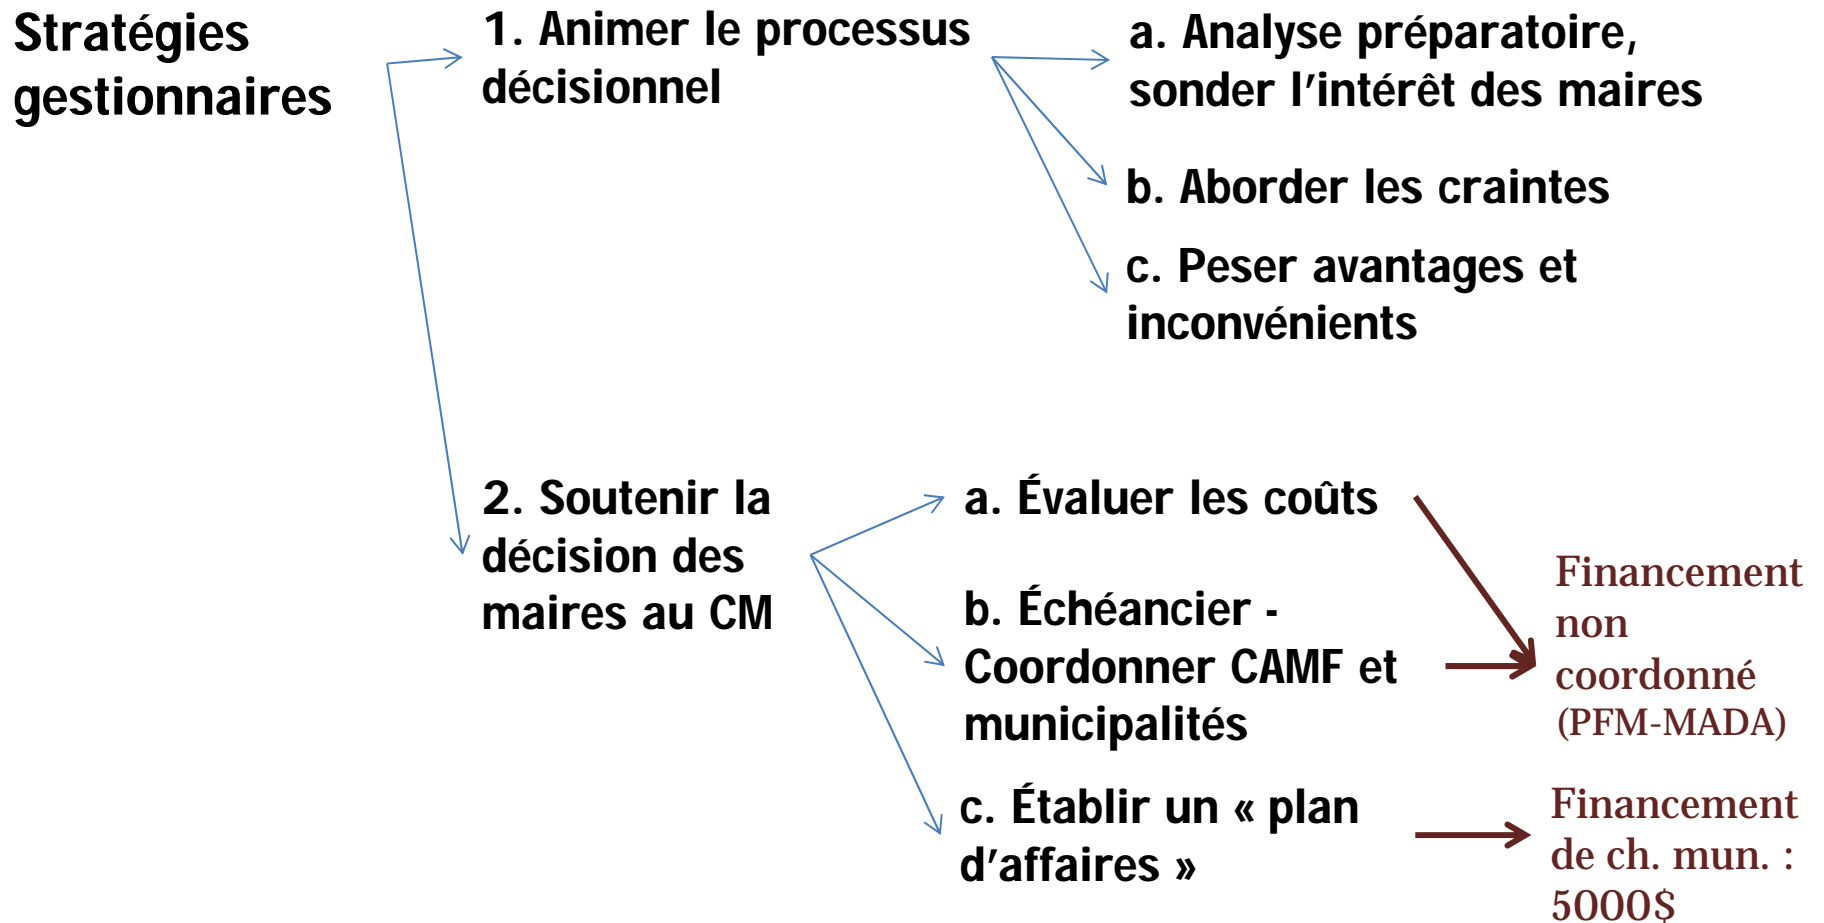 Stratégies
gestionnaires
1. Animer le processus
décisionnel
a. Analyse préparatoire,
sonder l’intérêt des maires
b. Aborder les craintes
c. Peser avantages et
inconvénients
2. Soutenir la
décision des
maires au CM
a. Évaluer les coûts
b. Échéancier -
Coordonner CAMF et
municipalités
c. Établir un « plan
d’affaires »
Financement
non
coordonné
(PFM-MADA)
Financement
de ch. mun. :
5000$